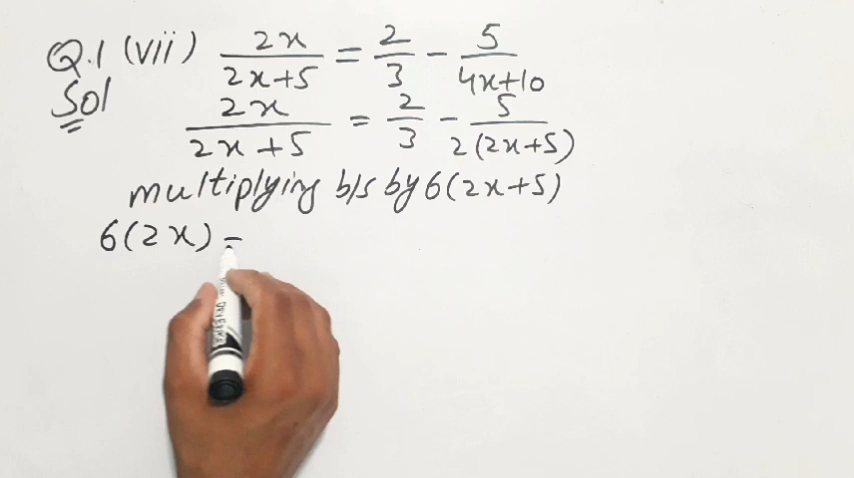 Q.1 (vii) 2x/(2x+5) = 2/3 - 5/(4x+10)
Sol
2x/(2x+5) = 2/3 - 5/(2(2x+5))
multiplying b/s by 6(2x+5)
6(2x) =